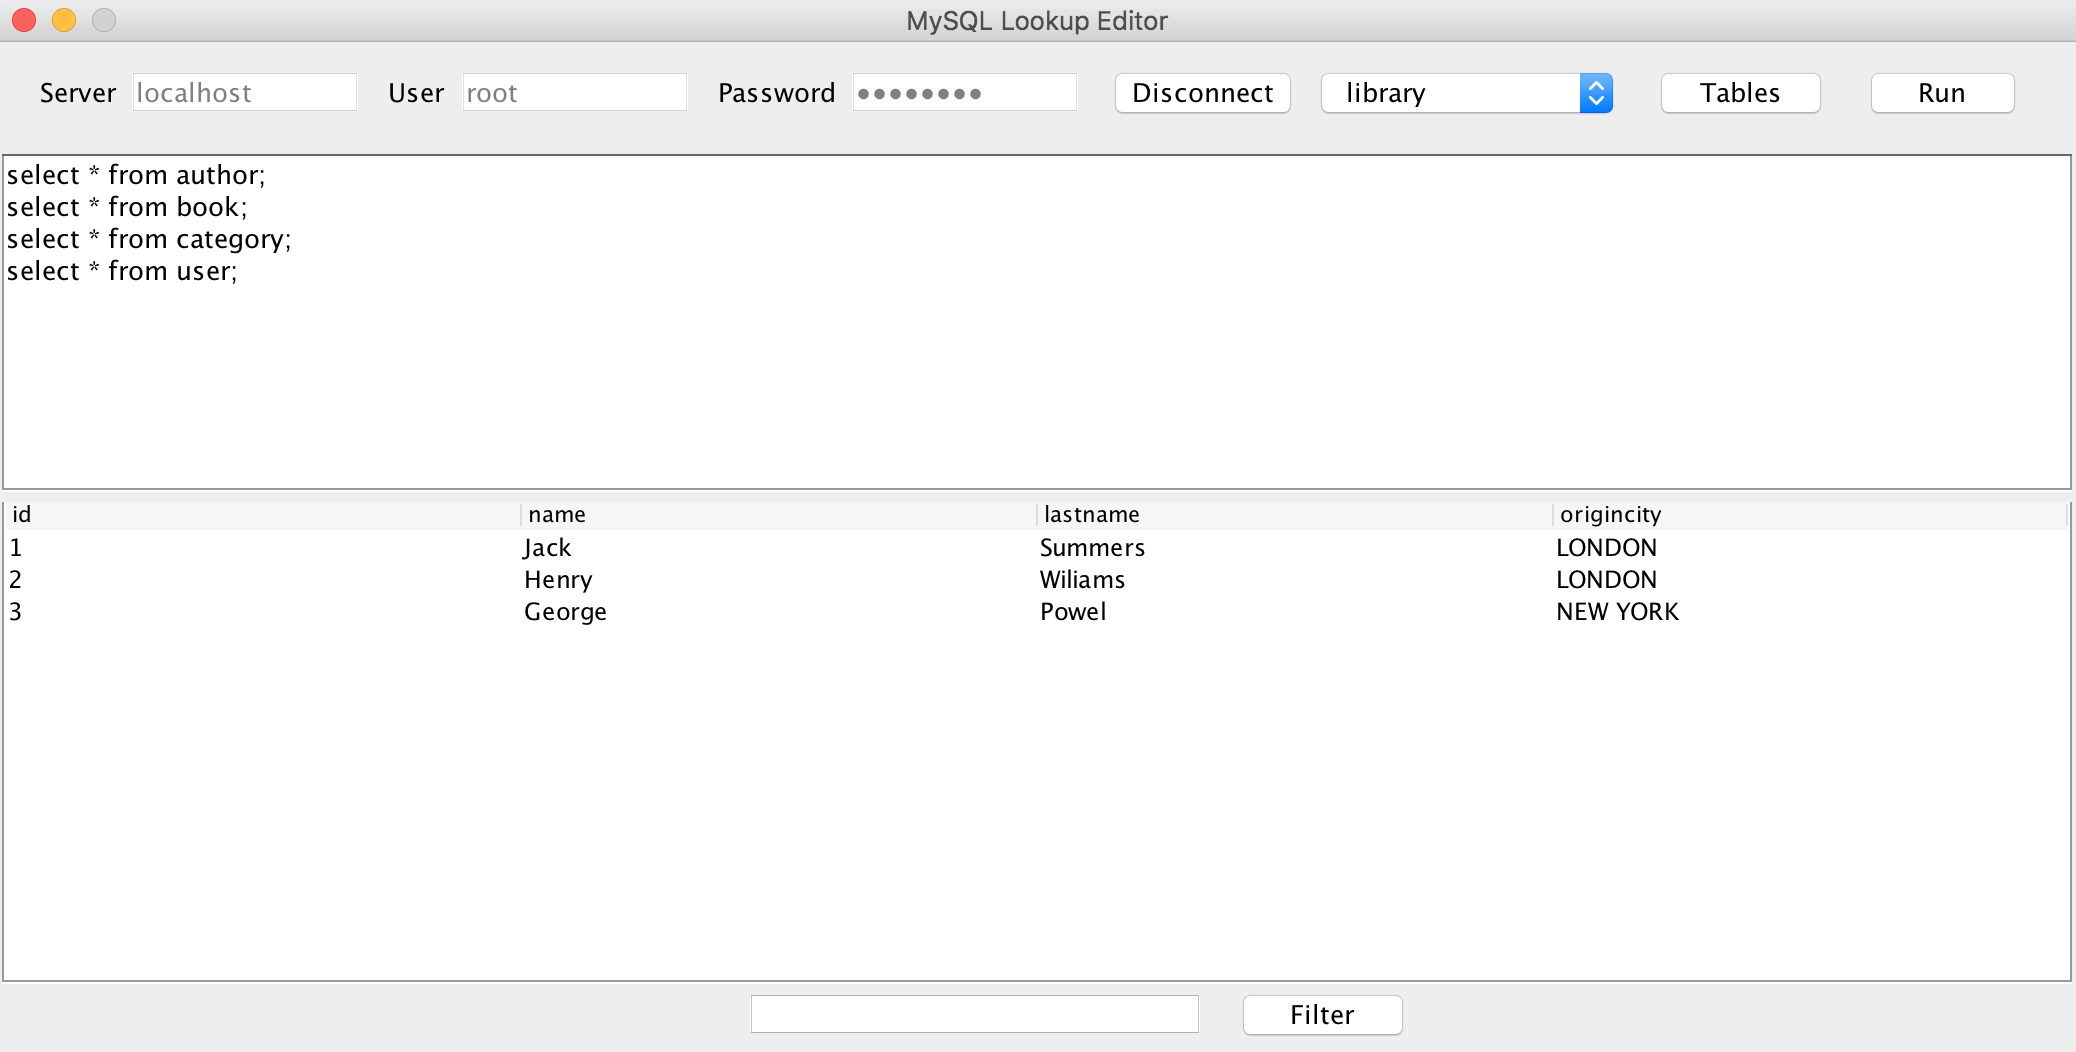 MySQL Lookup Editor
Server localhost User root Password ●●●●●●●● Disconnect library Tables Run
select * from author;
select * from book;
select * from category;
select * from user;
id name lastname origincity
1 Jack Summers LONDON
2 Henry Wiliams LONDON
3 George Powel NEW YORK
Filter